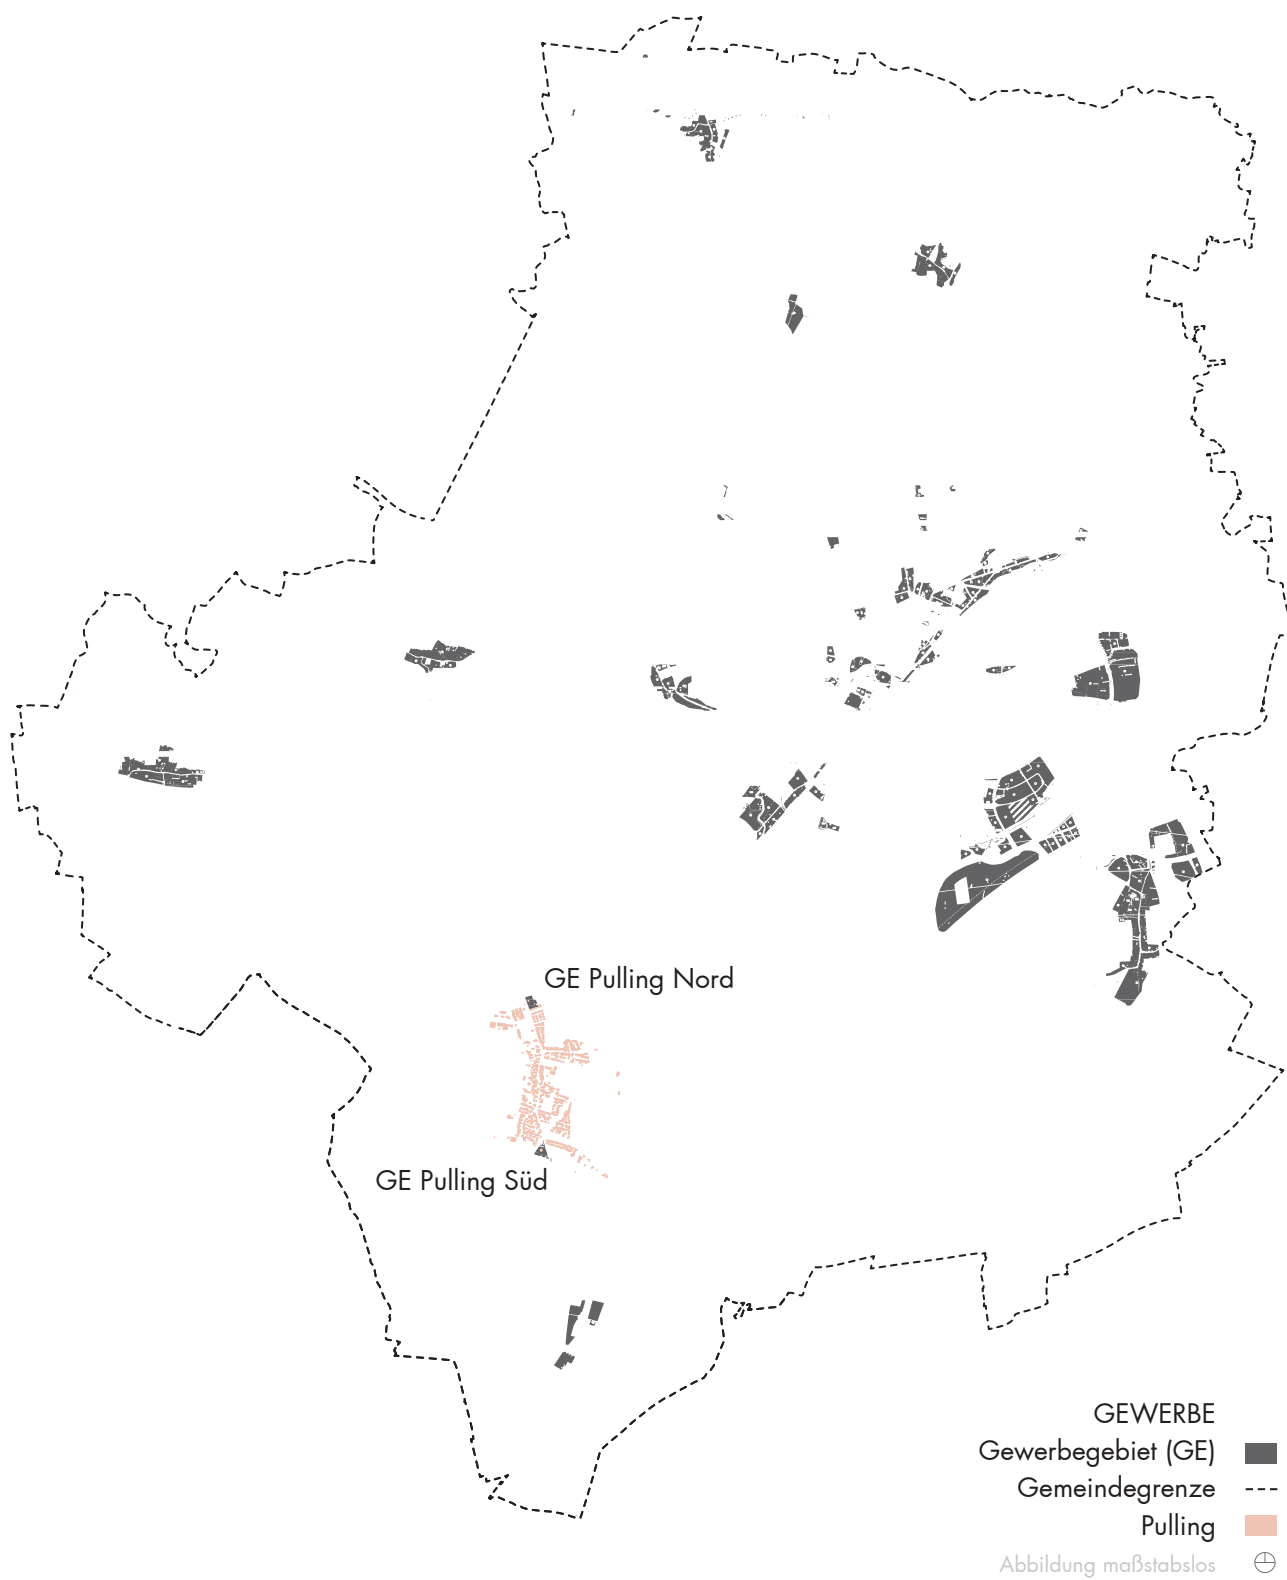 GE Pulling Nord
GE Pulling Süd
GEWERBE
Gewerbegebiet (GE)
Gemeindegrenze
Pulling
Abbildung maßstabslos